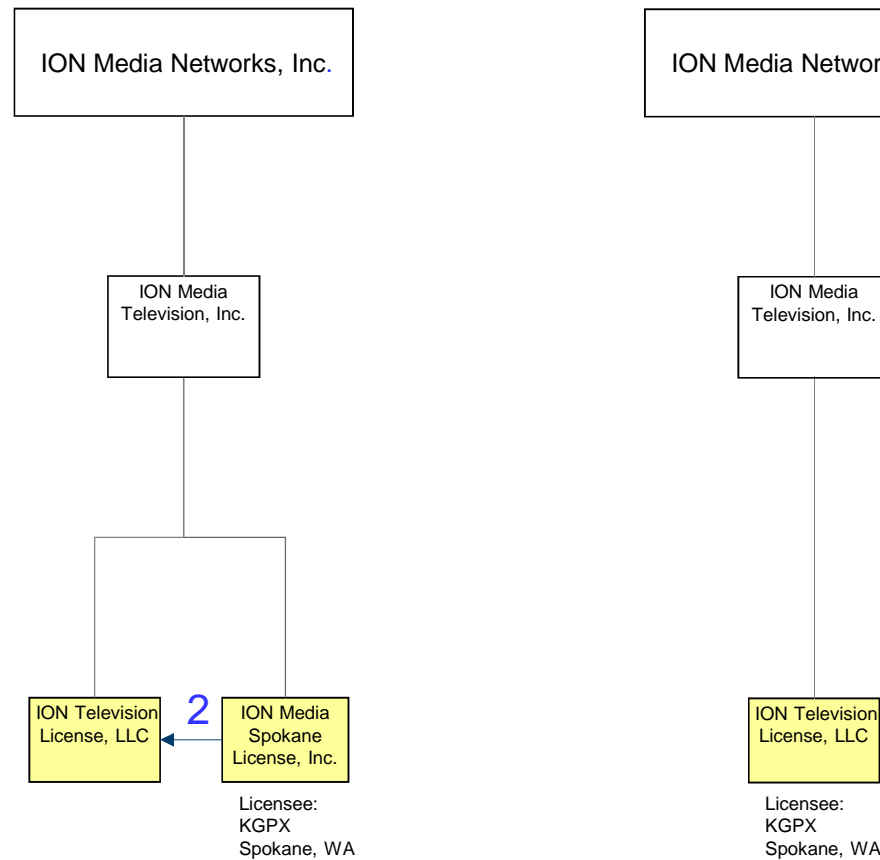 ION Media Networks, Inc.
ION Media
Television, Inc.
ION Television
License, LLC
2
ION Media
Spokane
License, Inc.
Licensee:
KGPX
Spokane, WA
ION Media
ION Media
Television, Inc.
ION Television
License, LLC
Licensee:
KGPX
Spokane, WA